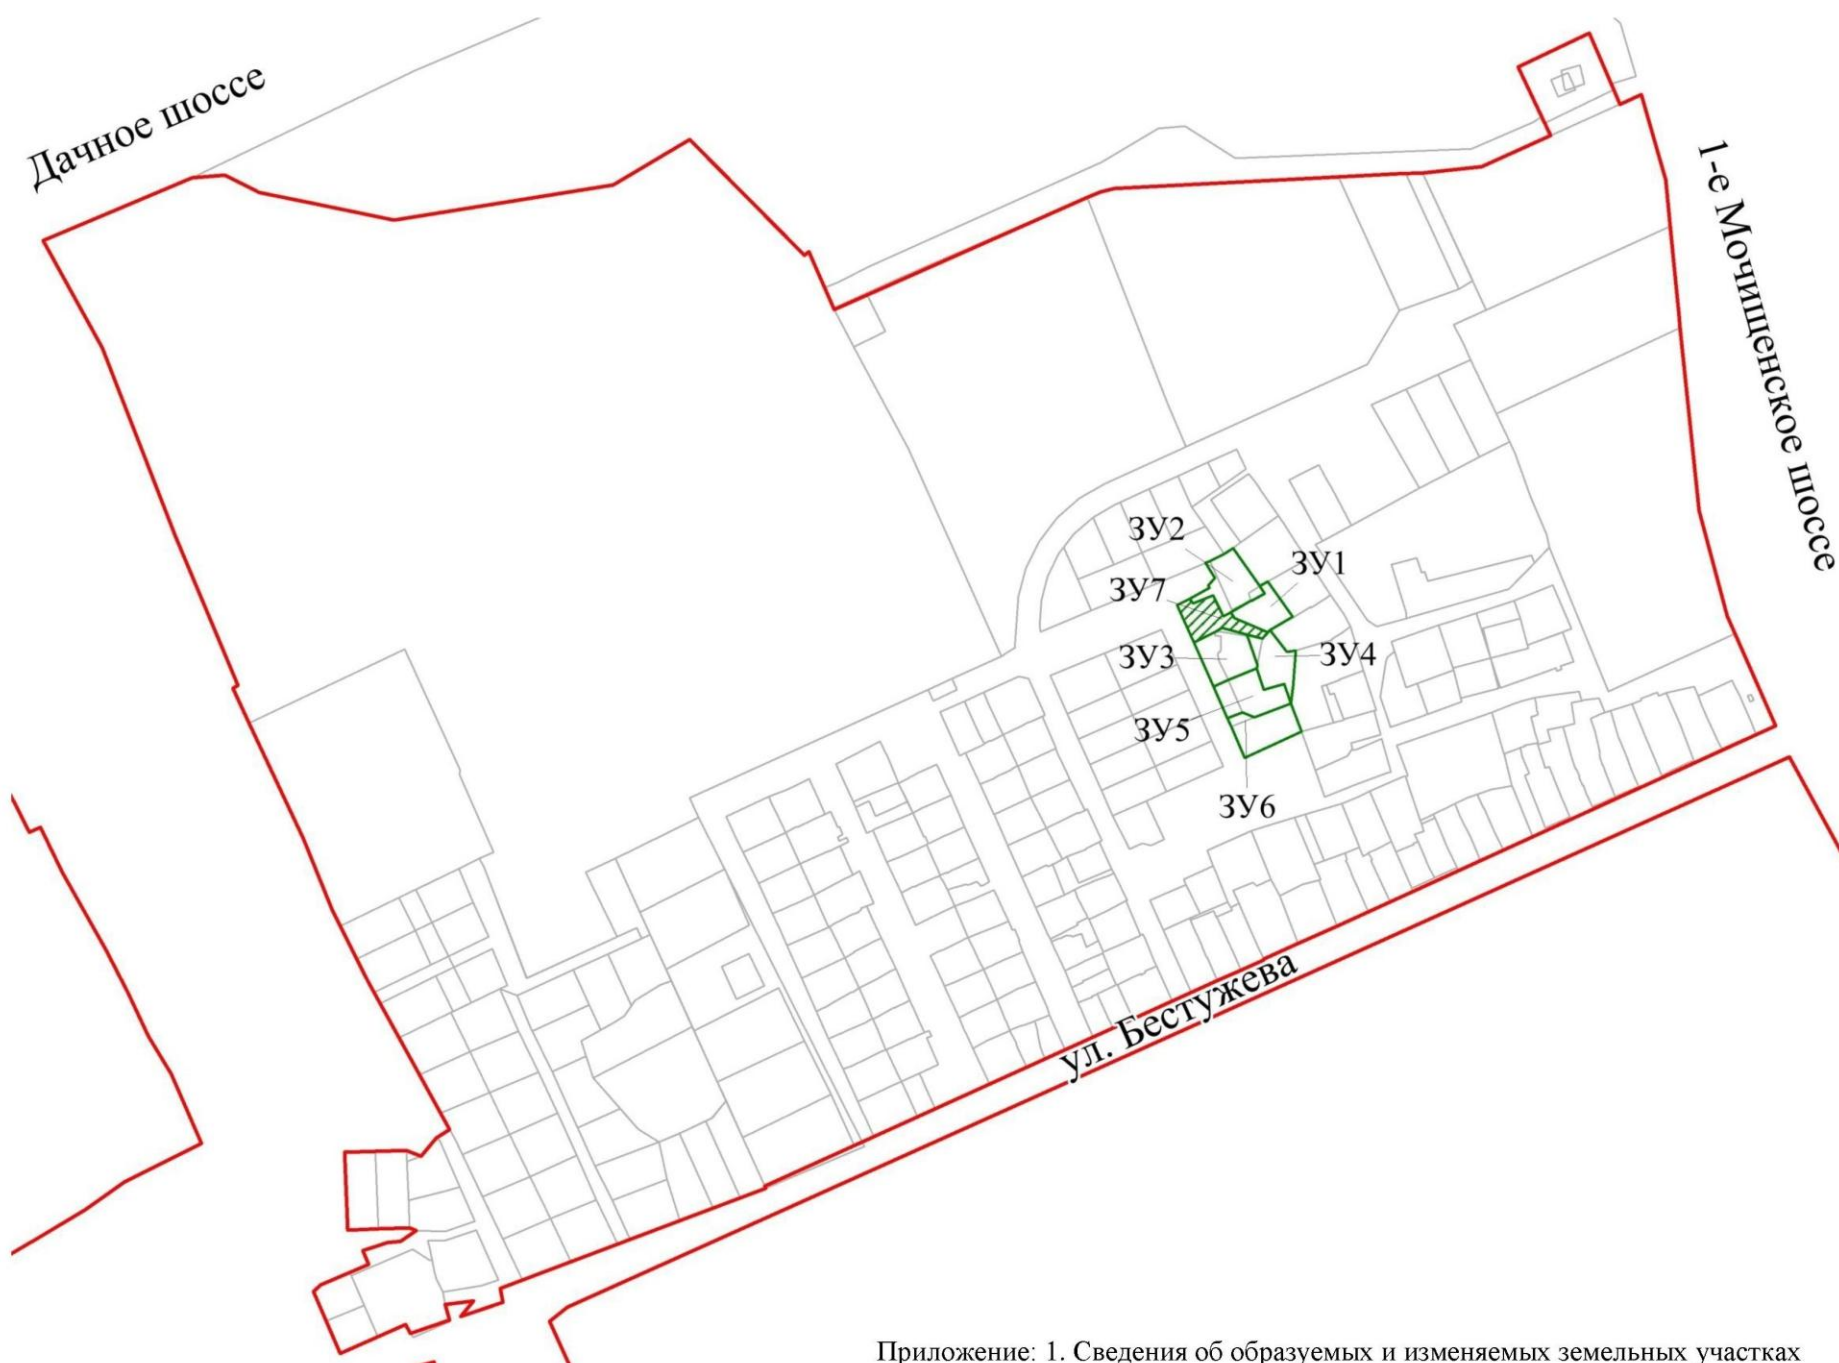 Дачное шоссе
1-е Мочищенское шоссе
ЗУ2
ЗУ1
ЗУ7
ЗУ3
ЗУ4
ЗУ5
ЗУ6
ул. Бестужева
Приложение: 1. Сведения об образуемых и изменяемых земельных участках